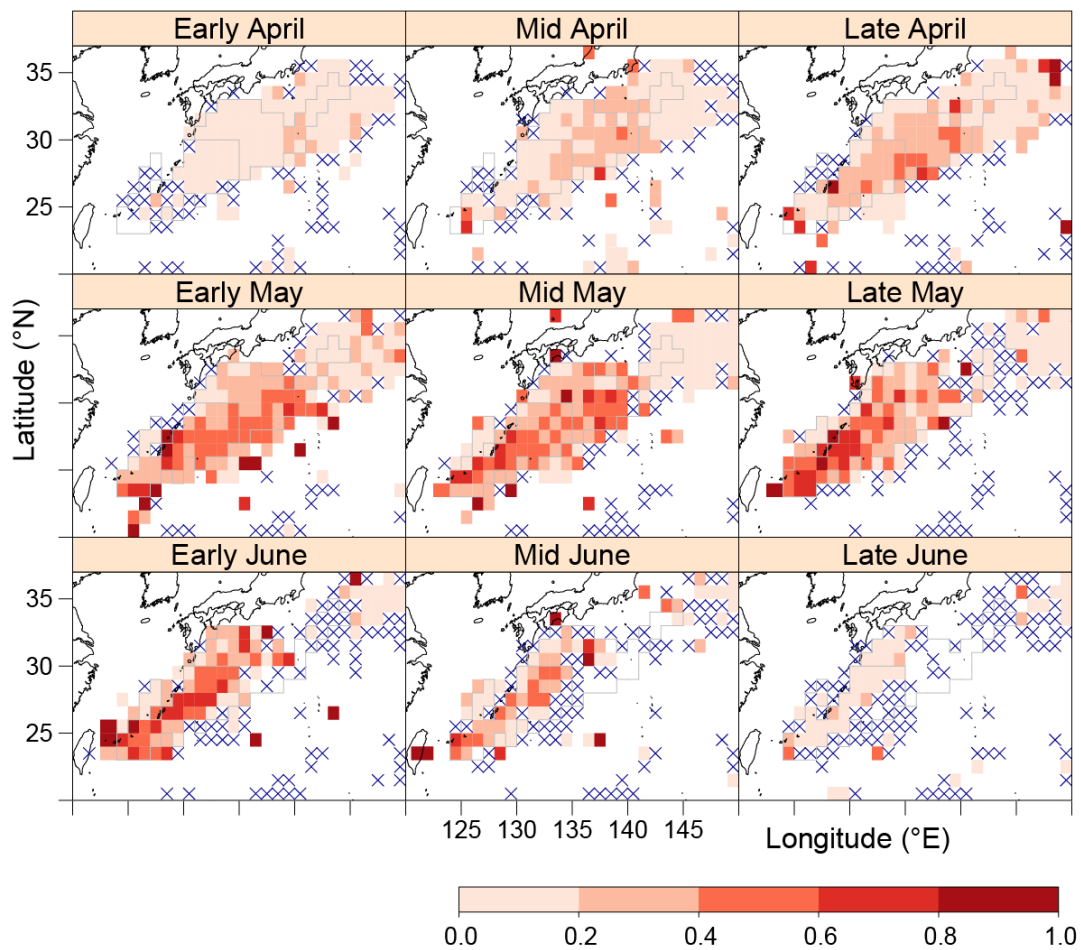 Early April
Mid April
Late April
35
30
25
Early May
Mid May
Late May
Latitude (°N)
Early June
Mid June
Late June
35
30
25
125 130 135 140 145
Longitude (°E)
0.0 0.2 0.4 0.6 0.8 1.0